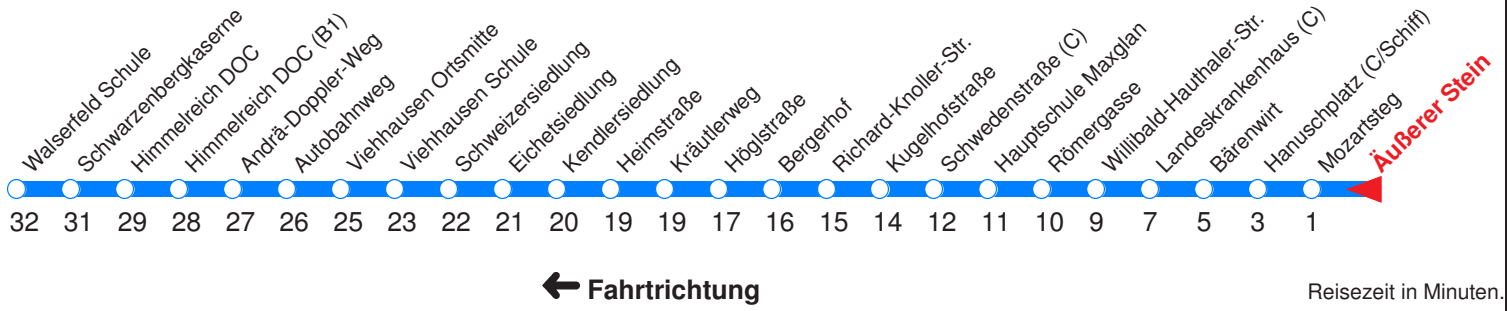 Walserfeld Schule
Schwarzenbergkaserne
Himmelreich DOC
Himmelreich DOC (B1)
Andrä-Doppler-Weg
Autobahnweg
Viehhausen Ortsmitte
Viehhausen Schule
Schweizersiedlung
Eichetsiedlung
Kendlersiedlung
Heimstraße
Kräutlerweg
Höglstraße
Bergerhof
Richard-Knoller-Str.
Kugelhofstraße
Schwedenstraße (C)
Hauptschule Maxglan
Römergasse
Willibald-Hauthaler-Str.
Landeskrankenhaus (C)
Bärenwirt
Hanuschplatz (C/Schiff)
Mozartsteg
Äußerer Stein
32 31 29 28 27 26 25 23 22 21 20 19 19 17 16 15 14 12 11 10 9 7 5 3 1
Fahrtrichtung
Reisezeit in Minuten.